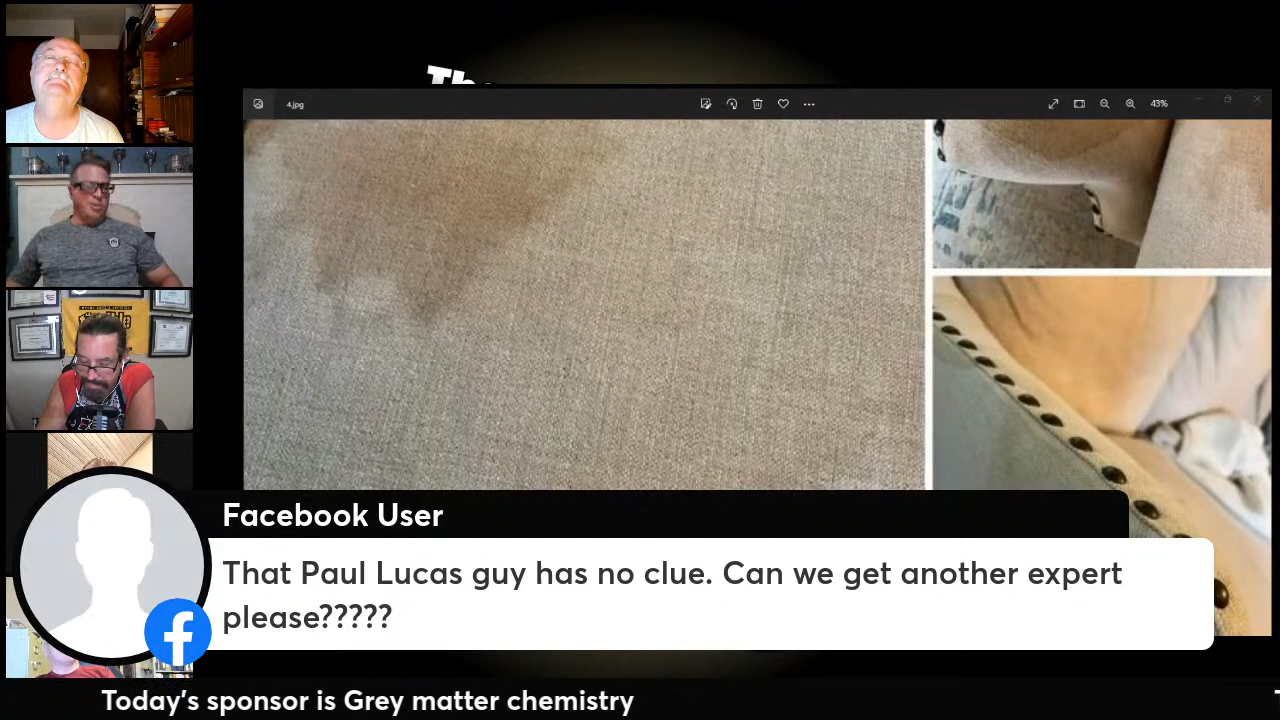 The
4.jpg
43%
Facebook User
That Paul Lucas guy has no clue. Can we get another expert
please?????
Today's sponsor is Grey matter chemistry